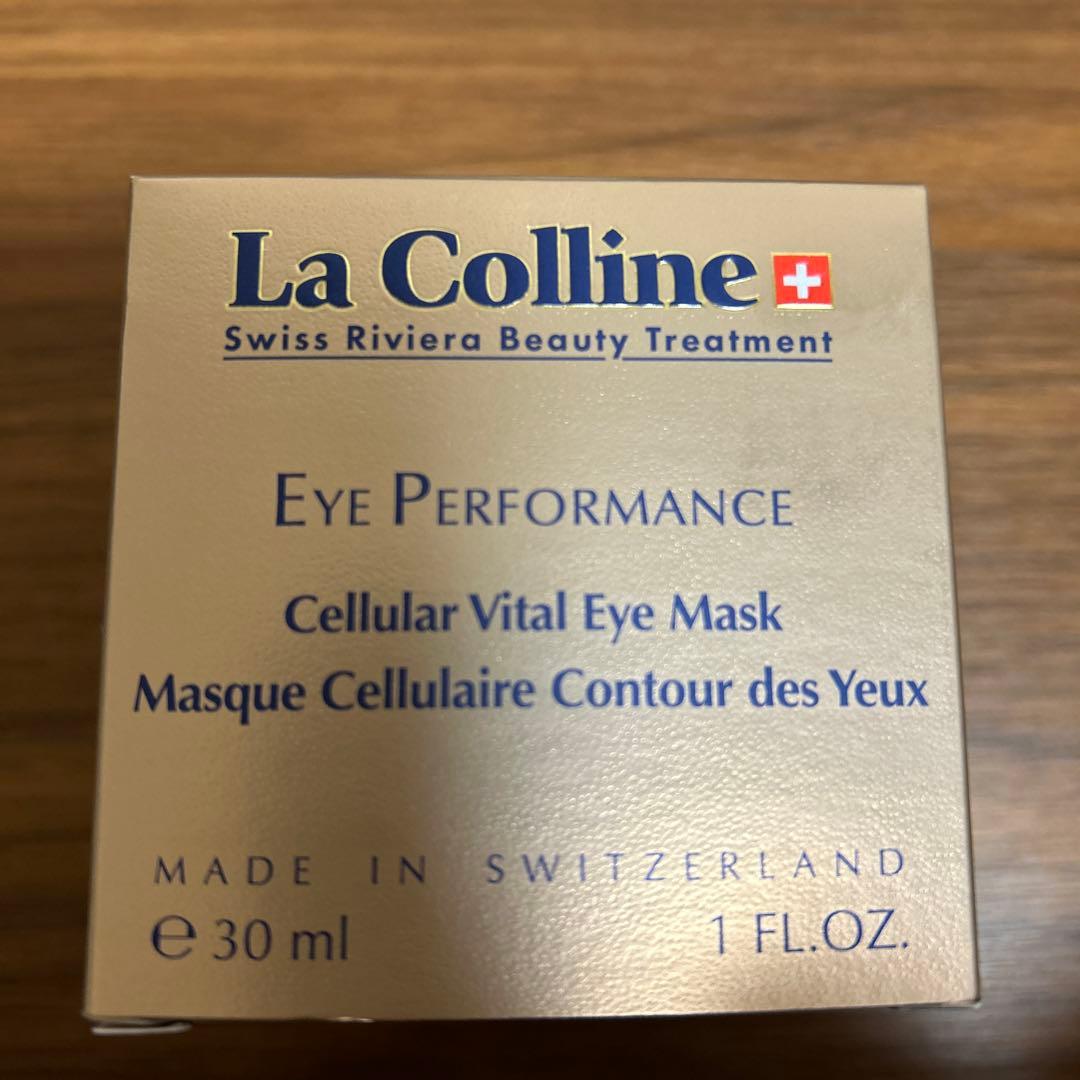 La Colline
Swiss Riviera Beauty Treatment
EYE PERFORMANCE
Cellular Vital Eye Mask
Masque Cellulaire Contour des Yeux
MADE IN SWITZERLAND
℮ 30 ml 1 FL.OZ.